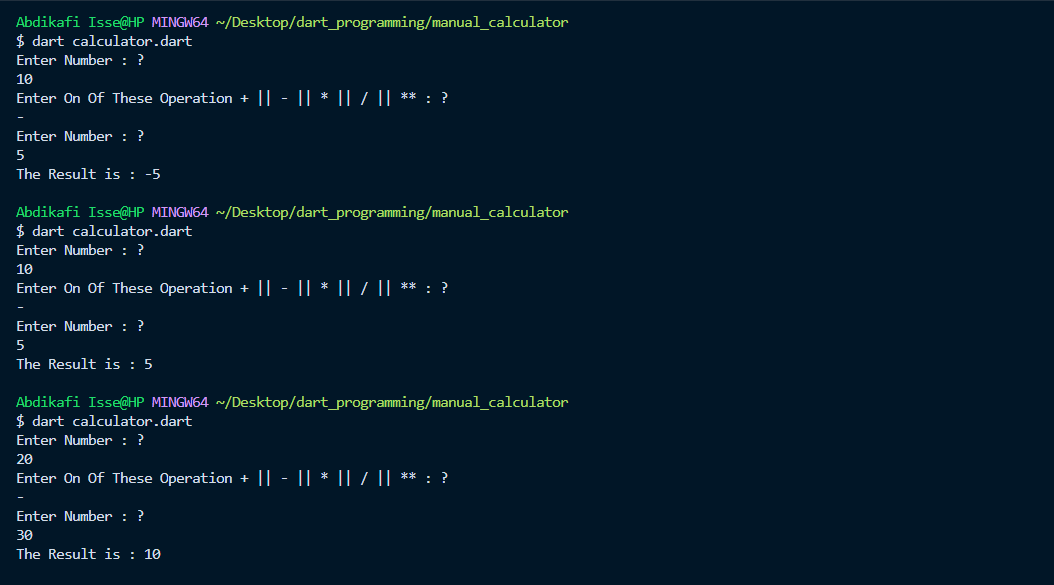 Abdikafi Isse@HP MINGW64 ~/Desktop/dart_programming/manual_calculator
$ dart calculator.dart
Enter Number : ?
10
Enter On Of These Operation + || - || * || / || ** : ?
-
Enter Number : ?
5
The Result is : -5
Abdikafi Isse@HP MINGW64 ~/Desktop/dart_programming/manual_calculator
$ dart calculator.dart
Enter Number : ?
10
Enter On Of These Operation + || - || * || / || ** : ?
-
Enter Number : ?
5
The Result is : 5
Abdikafi Isse@HP MINGW64 ~/Desktop/dart_programming/manual_calculator
$ dart calculator.dart
Enter Number : ?
20
Enter On Of These Operation + || - || * || / || ** : ?
-
Enter Number : ?
30
The Result is : 10